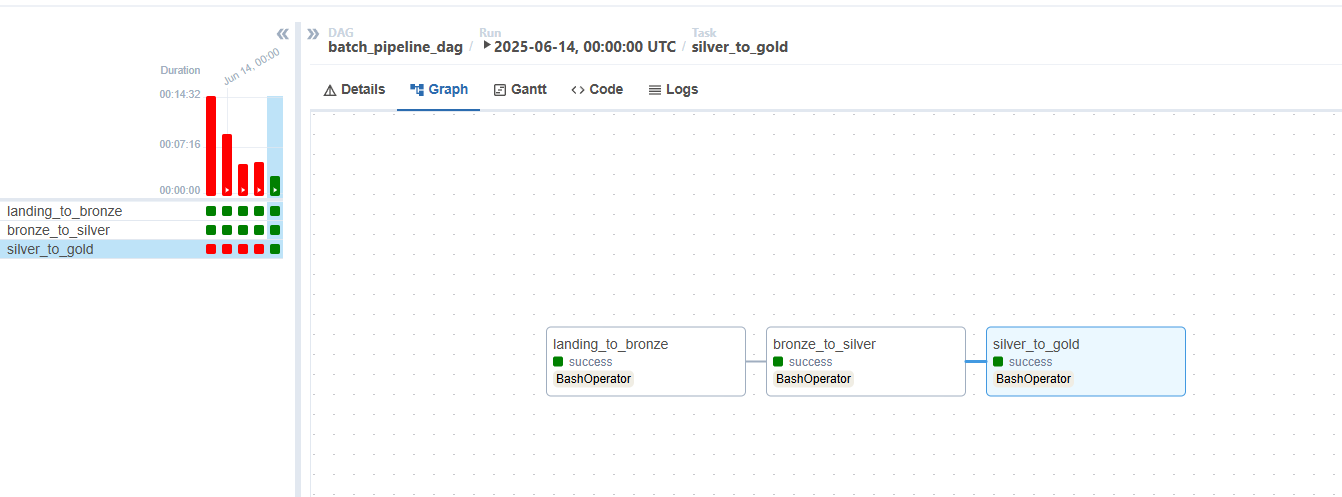 DAG
batch_pipeline_dag / 
Run
2025-06-14, 00:00:00 UTC /
Task
silver_to_gold
Duration
Jun 14, 00:00
00:14:32
00:07:16
00:00:00
landing_to_bronze
bronze_to_silver
silver_to_gold
Details
Graph
Gantt
Code
Logs
landing_to_bronze
success
BashOperator
bronze_to_silver
success
BashOperator
silver_to_gold
success
BashOperator